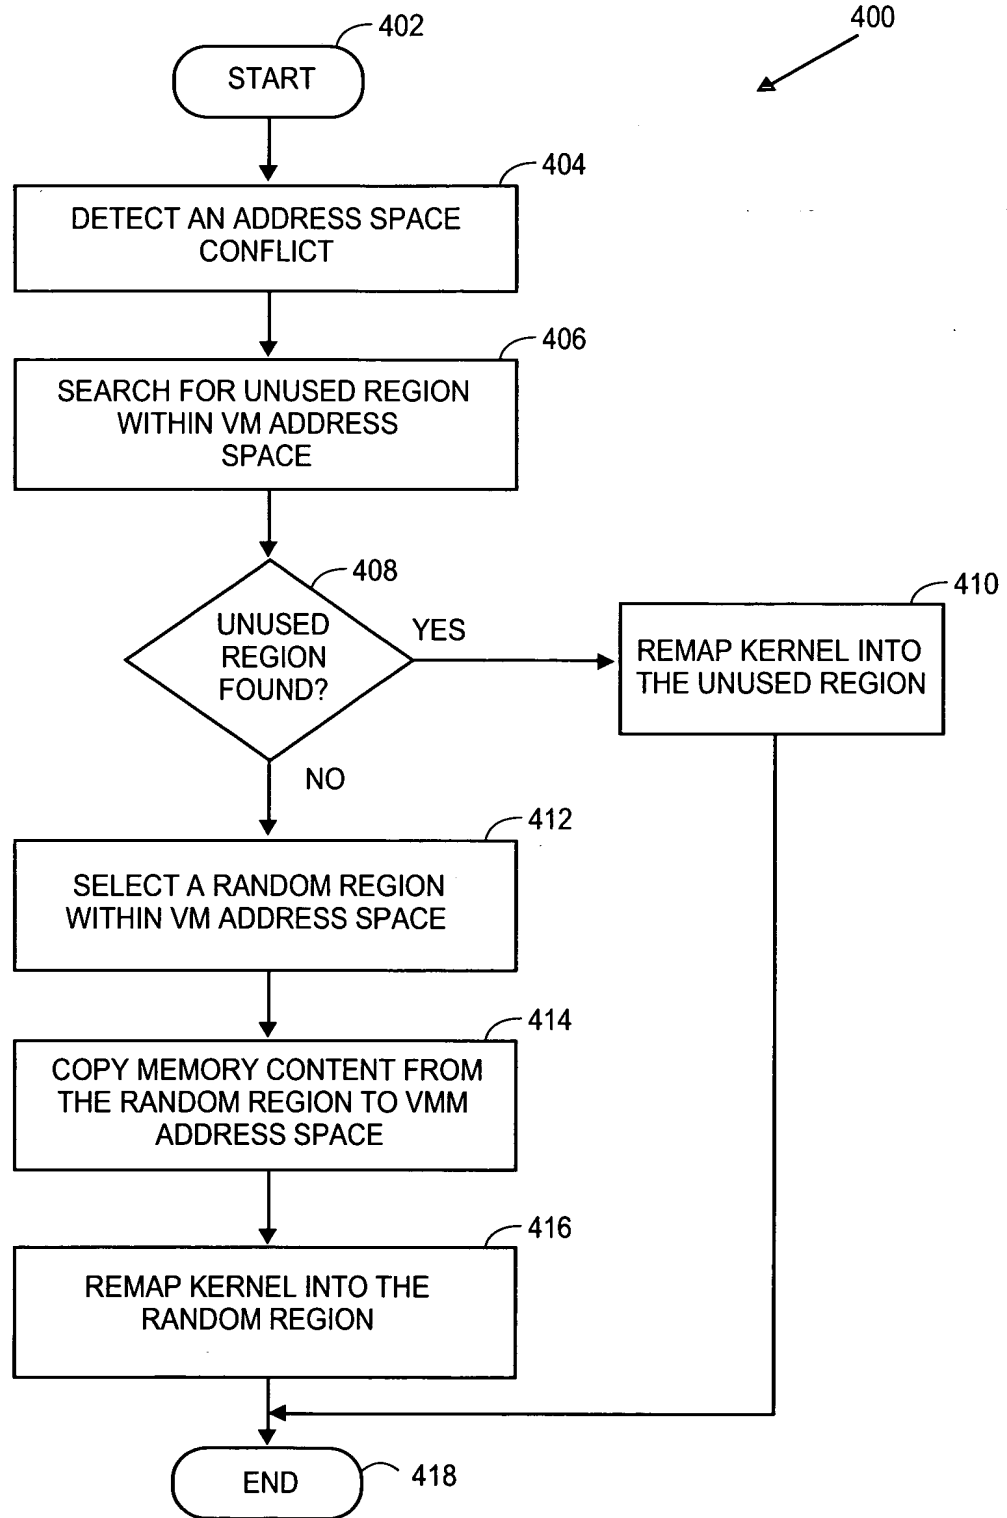 402
400
START
404
DETECT AN ADDRESS SPACE
CONFLICT
406
SEARCH FOR UNUSED REGION
WITHIN VM ADDRESS
SPACE
408
UNUSED
REGION
FOUND?
YES
410
REMAP KERNEL INTO
THE UNUSED REGION
NO
412
SELECT A RANDOM REGION
WITHIN VM ADDRESS SPACE
414
COPY MEMORY CONTENT FROM
THE RANDOM REGION TO VMM
ADDRESS SPACE
416
REMAP KERNEL INTO THE
RANDOM REGION
END
418